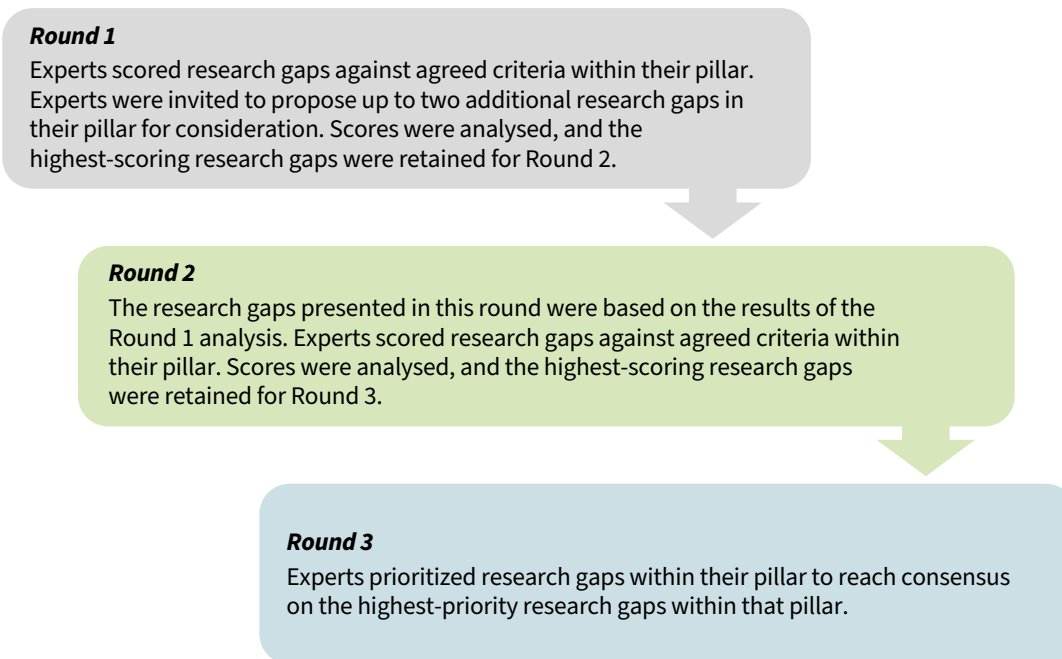 Round 1
Experts scored research gaps against agreed criteria within their pillar.
Experts were invited to propose up to two additional research gaps in
their pillar for consideration. Scores were analysed, and the
highest-scoring research gaps were retained for Round 2.
Round 2
The research gaps presented in this round were based on the results of the
Round 1 analysis. Experts scored research gaps against agreed criteria within
their pillar. Scores were analysed, and the highest-scoring research gaps
were retained for Round 3.
Round 3
Experts prioritized research gaps within their pillar to reach consensus
on the highest-priority research gaps within that pillar.